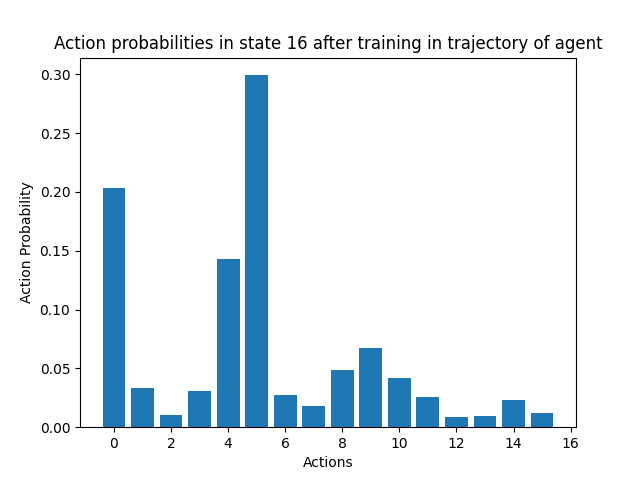 Action probabilities in state 16 after training in trajectory of agent
0.30
0.25
0.20
0.15
0.10
0.05
0.00
Action Probability
0 2 4 6 8 10 12 14 16
Actions